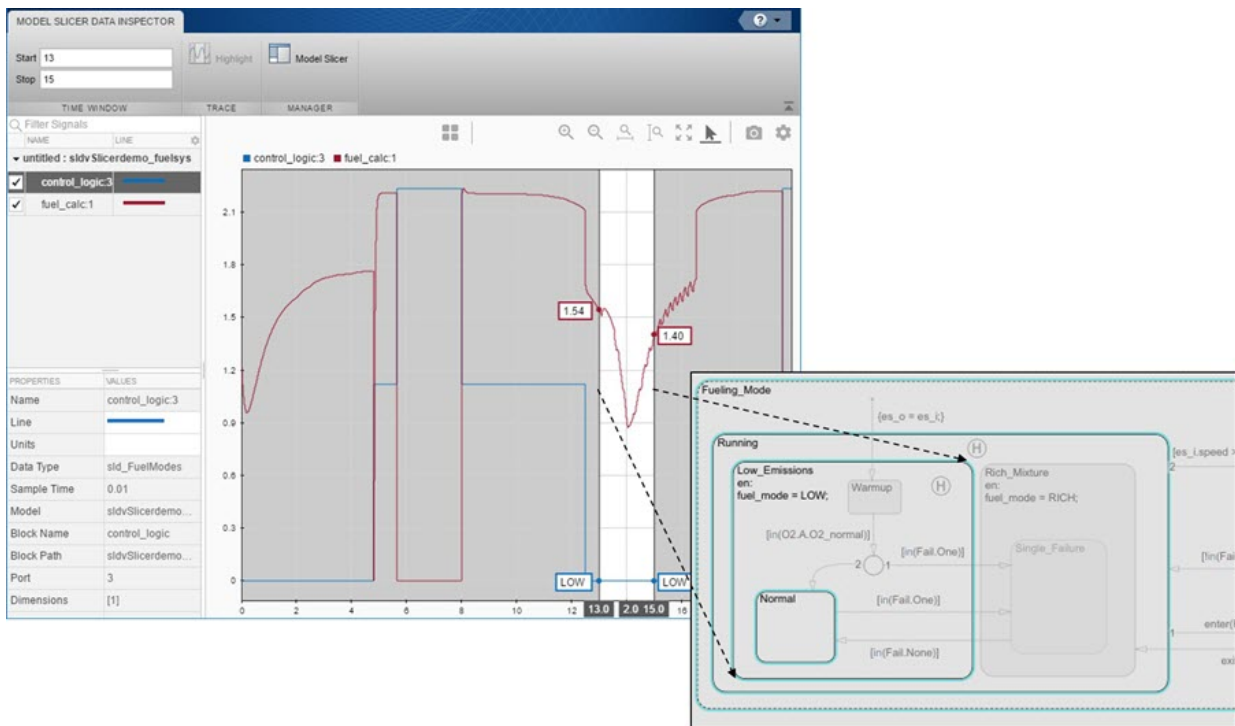 MODEL SLICER DATA INSPECTOR
?
Start 13
Stop 15
Highlight
Model Slicer
TIME WINDOW
TRACE
MANAGER
Filter Signals
NAME LINE
untitled : sldvSlicerdemo_fuelsys
control_logic:3
fuel_calc:1
control_logic:3 fuel_calc:1
2.1
1.8
1.5
1.2
0.9
0.6
0.3
0
1.54
1.40
LOW
LOW
0 2 4 6 8 10 12 13.0 2.0 15.0 16
PROPERTIES VALUES
Name control_logic:3
Line
Units
Data Type sld_FuelModes
Sample Time 0.01
Model sldvSlicerdemo...
Block Name control_logic
Block Path sldvSlicerdemo...
Port 3
Dimensions [1]
Fueling_Mode
{es_o = es_i;}
Running
H
[es_i.speed >
2
Low_Emissions
en:
fuel_mode = LOW;
Warmup
H
Rich_Mixture
en:
fuel_mode = RICH;
[in(O2.A.O2_normal)]
[in(Fail.One)]
2 1
Single_Failure
[!in(Fai
Normal
[in(Fail.One)]
[in(Fail.None)]
enter(
1
exi